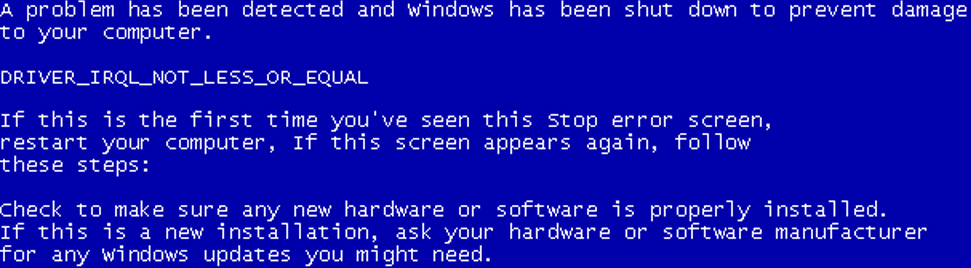 A problem has been detected and Windows has been shut down to prevent damage
to your computer.
DRIVER_IRQL_NOT_LESS_OR_EQUAL
If this is the first time you've seen this Stop error screen,
restart your computer, If this screen appears again, follow
these steps:
Check to make sure any new hardware or software is properly installed.
If this is a new installation, ask your hardware or software manufacturer
for any Windows updates you might need.